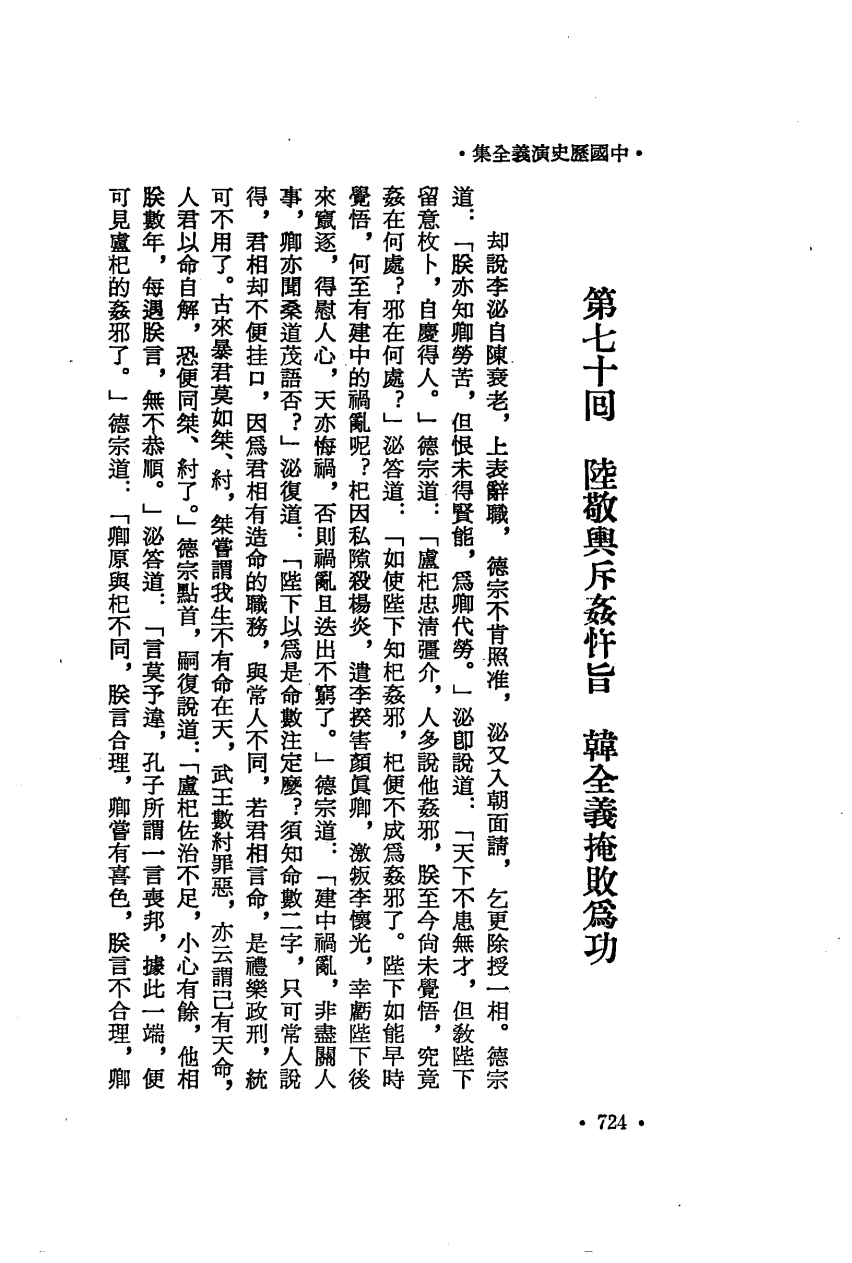 •中國歷史演義全集•
第七十回　陸敬輿斥姦忤旨　韓全義掩敗爲功
却說李泌自陳衰老，上表辭職，德宗不肯照准，泌又入朝面請，乞更除授一相。德宗
道：「朕亦知卿勞苦，但恨未得賢能，爲卿代勞。」泌卽說道：「天下不患無才，但敎陛下
留意枚卜，自慶得人。」德宗道：「盧杞忠淸彊介，人多說他姦邪，朕至今尙未覺悟，究竟
姦在何處？邪在何處？」泌答道：「如使陛下知杞姦邪，杞便不成爲姦邪了。陛下如能早時
覺悟，何至有建中的禍亂呢？杞因私隙殺楊炎，遣李揆害顏眞卿，激叛李懷光，幸虧陛下後
來竄逐，得慰人心，天亦悔禍，否則禍亂且迭出不窮了。」德宗道：「建中禍亂，非盡關人
事，卿亦聞桑道茂語否？」泌復道：「陛下以爲是命數注定麼？須知命數二字，只可常人說
得，君相却不便挂口，因爲君相有造命的職務，與常人不同，若君相言命，是禮樂政刑，統
可不用了。古來暴君莫如桀、紂，桀嘗謂我生不有命在天，武王數紂罪惡，亦云謂己有天命，
人君以命自解，恐便同桀、紂了。」德宗點首，嗣復說道：「盧杞佐治不足，小心有餘，他相
朕數年，每遇朕言，無不恭順。」泌答道：「言莫予違，孔子所謂一言喪邦，據此一端，便
可見盧杞的姦邪了。」德宗道：「卿原與杞不同，朕言合理，卿嘗有喜色，朕言不合理，卿
•724•